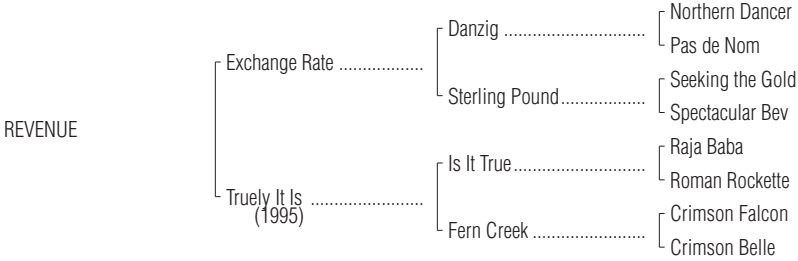 Northern Dancer
Danzig ..............................
Pas de Nom
Exchange Rate ..................
Seeking the Gold
Sterling Pound..................
Spectacular Bev
REVENUE
Raja Baba
Is It True............................
Roman Rockette
Truely It Is ........................
(1995)
Crimson Falcon
Fern Creek ........................
Crimson Belle